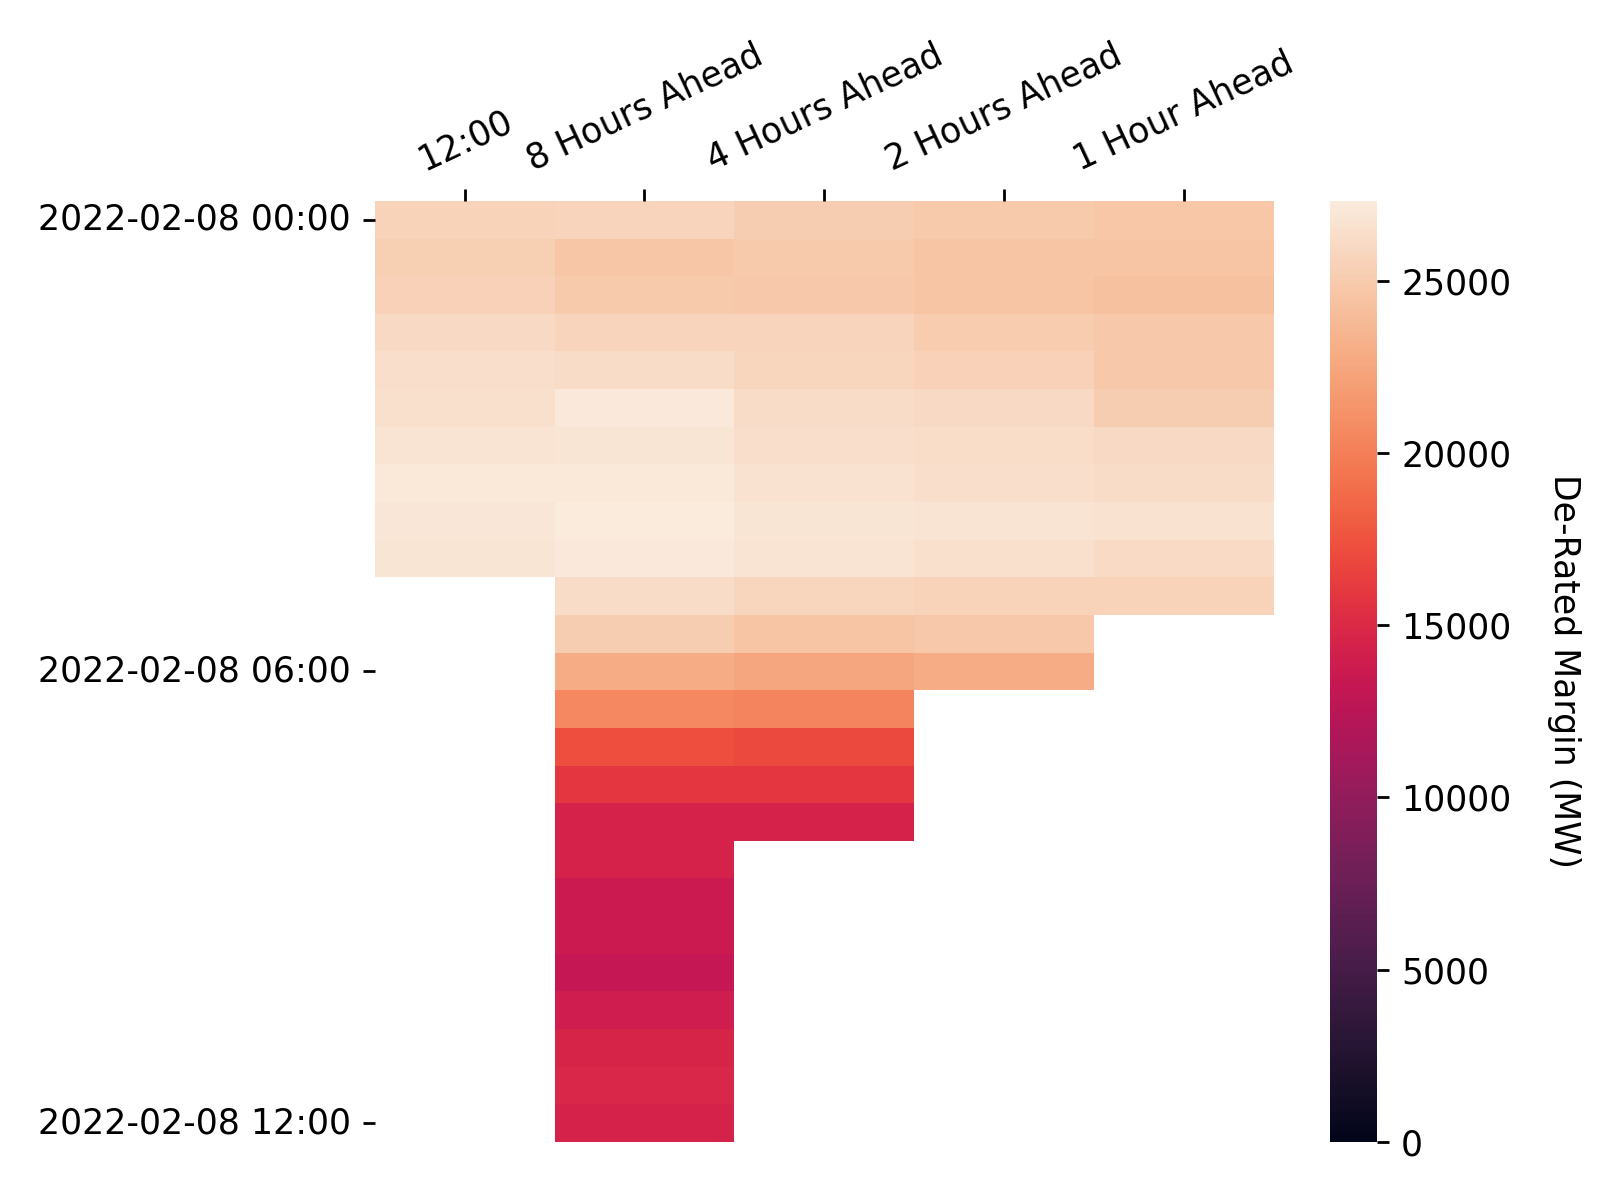 12:00
8 Hours Ahead
4 Hours Ahead
2 Hours Ahead
1 Hour Ahead
2022-02-08 00:00
2022-02-08 06:00
2022-02-08 12:00
25000
20000
15000
10000
5000
0
De-Rated Margin (MW)